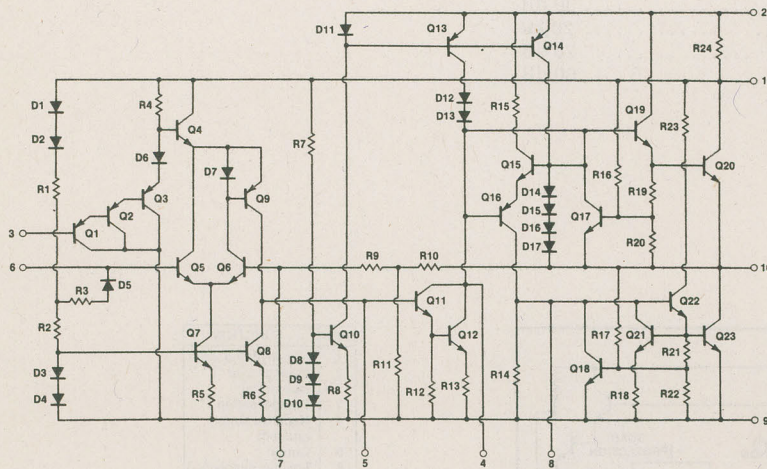 D11
Q13
Q14
2
R24
1
D1
R4
D12
R15
R23
Q4
D13
Q19
D2
R7
D6
D7
Q15
R16
Q20
R1
Q3
Q9
D14
R19
Q2
Q16
D15
Q17
3
Q1
D16
R20
D17
R9
R10
6
Q5
Q6
10
D5
R3
Q11
Q22
R2
Q7
Q8
Q10
Q12
R17
Q21
Q23
D3
D8
R11
R14
Q18
R21
D4
R5
R6
D9
R8
R12
R13
R18
R22
D10
9
7
5
4
8